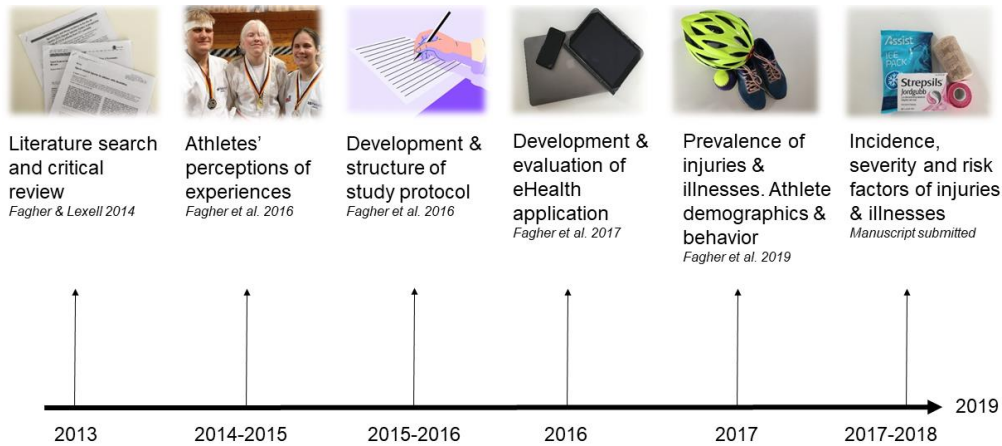 Literature search
and critical
review
Fagher & Lexell 2014
Athletes'
perceptions of
experiences
Fagher et al. 2016
Development &
structure of
study protocol
Fagher et al. 2016
Development &
evaluation of
eHealth
application
Fagher et al. 2017
Prevalence of
injuries &
illnesses. Athlete
demographics &
behavior
Fagher et al. 2019
Assist
ICE
PACK
Strepsils
Jordgubb
Incidence,
severity and risk
factors of injuries
& illnesses
Manuscript submitted
2019
2013
2014-2015
2015-2016
2016
2017
2017-2018